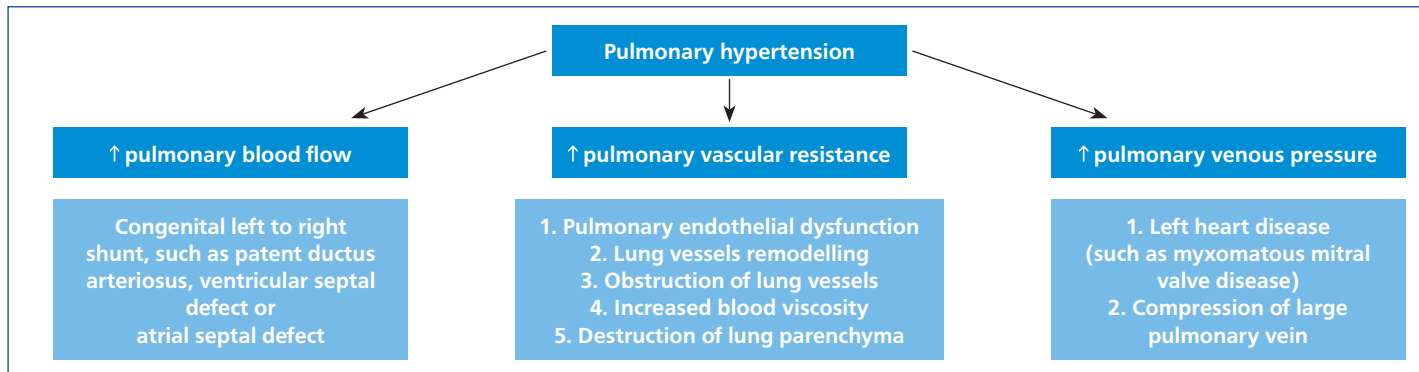 Pulmonary hypertension
↑ pulmonary blood flow
Congenital left to right
shunt, such as patent ductus
arteriosus, ventricular septal
defect or
atrial septal defect
↑ pulmonary vascular resistance
1. Pulmonary endothelial dysfunction
2. Lung vessels remodelling
3. Obstruction of lung vessels
4. Increased blood viscosity
5. Destruction of lung parenchyma
↑ pulmonary venous pressure
1. Left heart disease
(such as myxomatous mitral
valve disease)
2. Compression of large
pulmonary vein